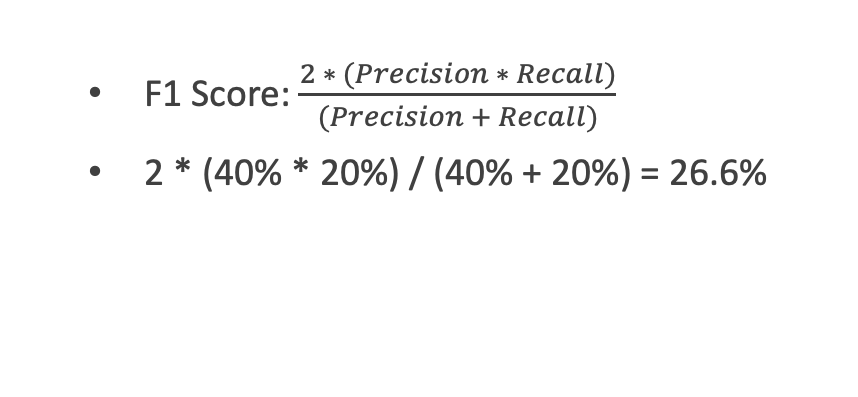 • F1 Score: 2 * (Precision * Recall) / (Precision + Recall)
• 2 * (40% * 20%) / (40% + 20%) = 26.6%